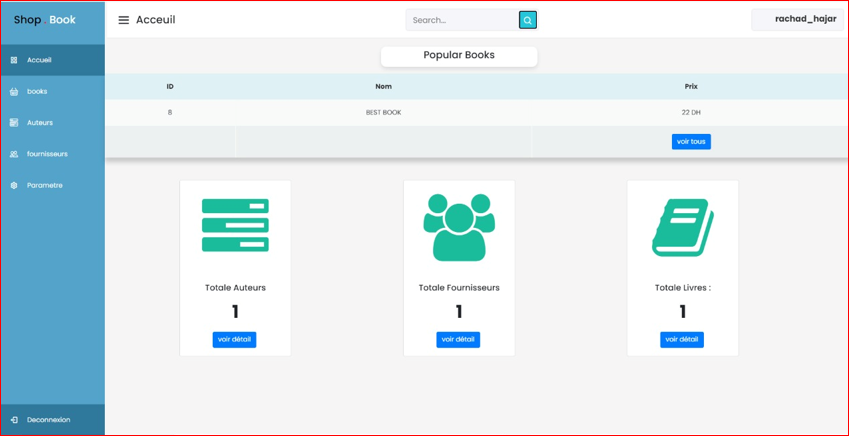 Shop . Book
Acceuil
Search...
rachad_hajar
Accueil
books
Auteurs
fournisseurs
Parametre
Deconnexion
Popular Books
ID Nom Prix
8 BEST BOOK 22 DH
voir tous
Totale Auteurs
1
voir détail
Totale Fournisseurs
1
voir détail
Totale Livres :
1
voir détail